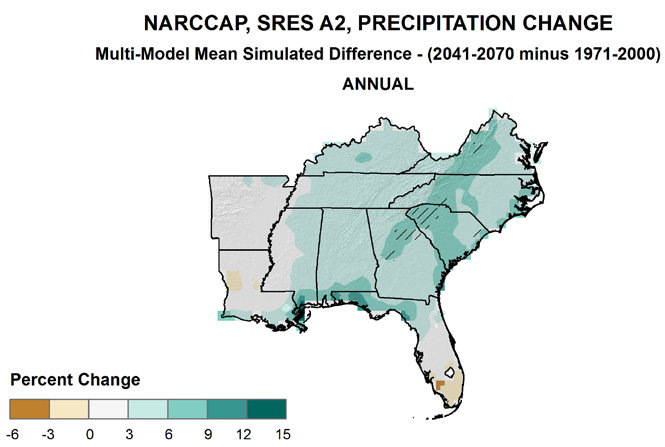 NARCCAP, SRES A2, PRECIPITATION CHANGE
Multi-Model Mean Simulated Difference - (2041-2070 minus 1971-2000)
ANNUAL
Percent Change
-6 -3 0 3 6 9 12 15